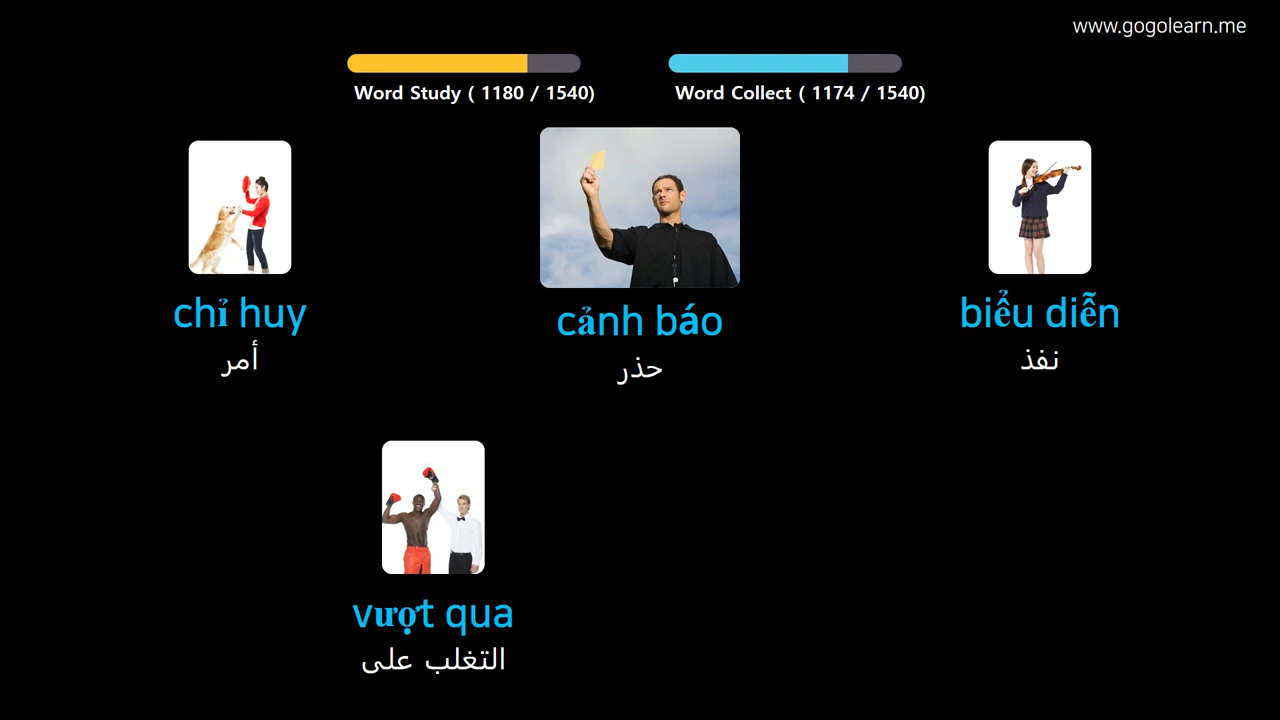 www.gogolearn.me
Word Study ( 1180 / 1540)
Word Collect ( 1174 / 1540)
chỉ huy
أمر
cảnh báo
حذر
biểu diễn
نفذ
vượt qua
التغلب على